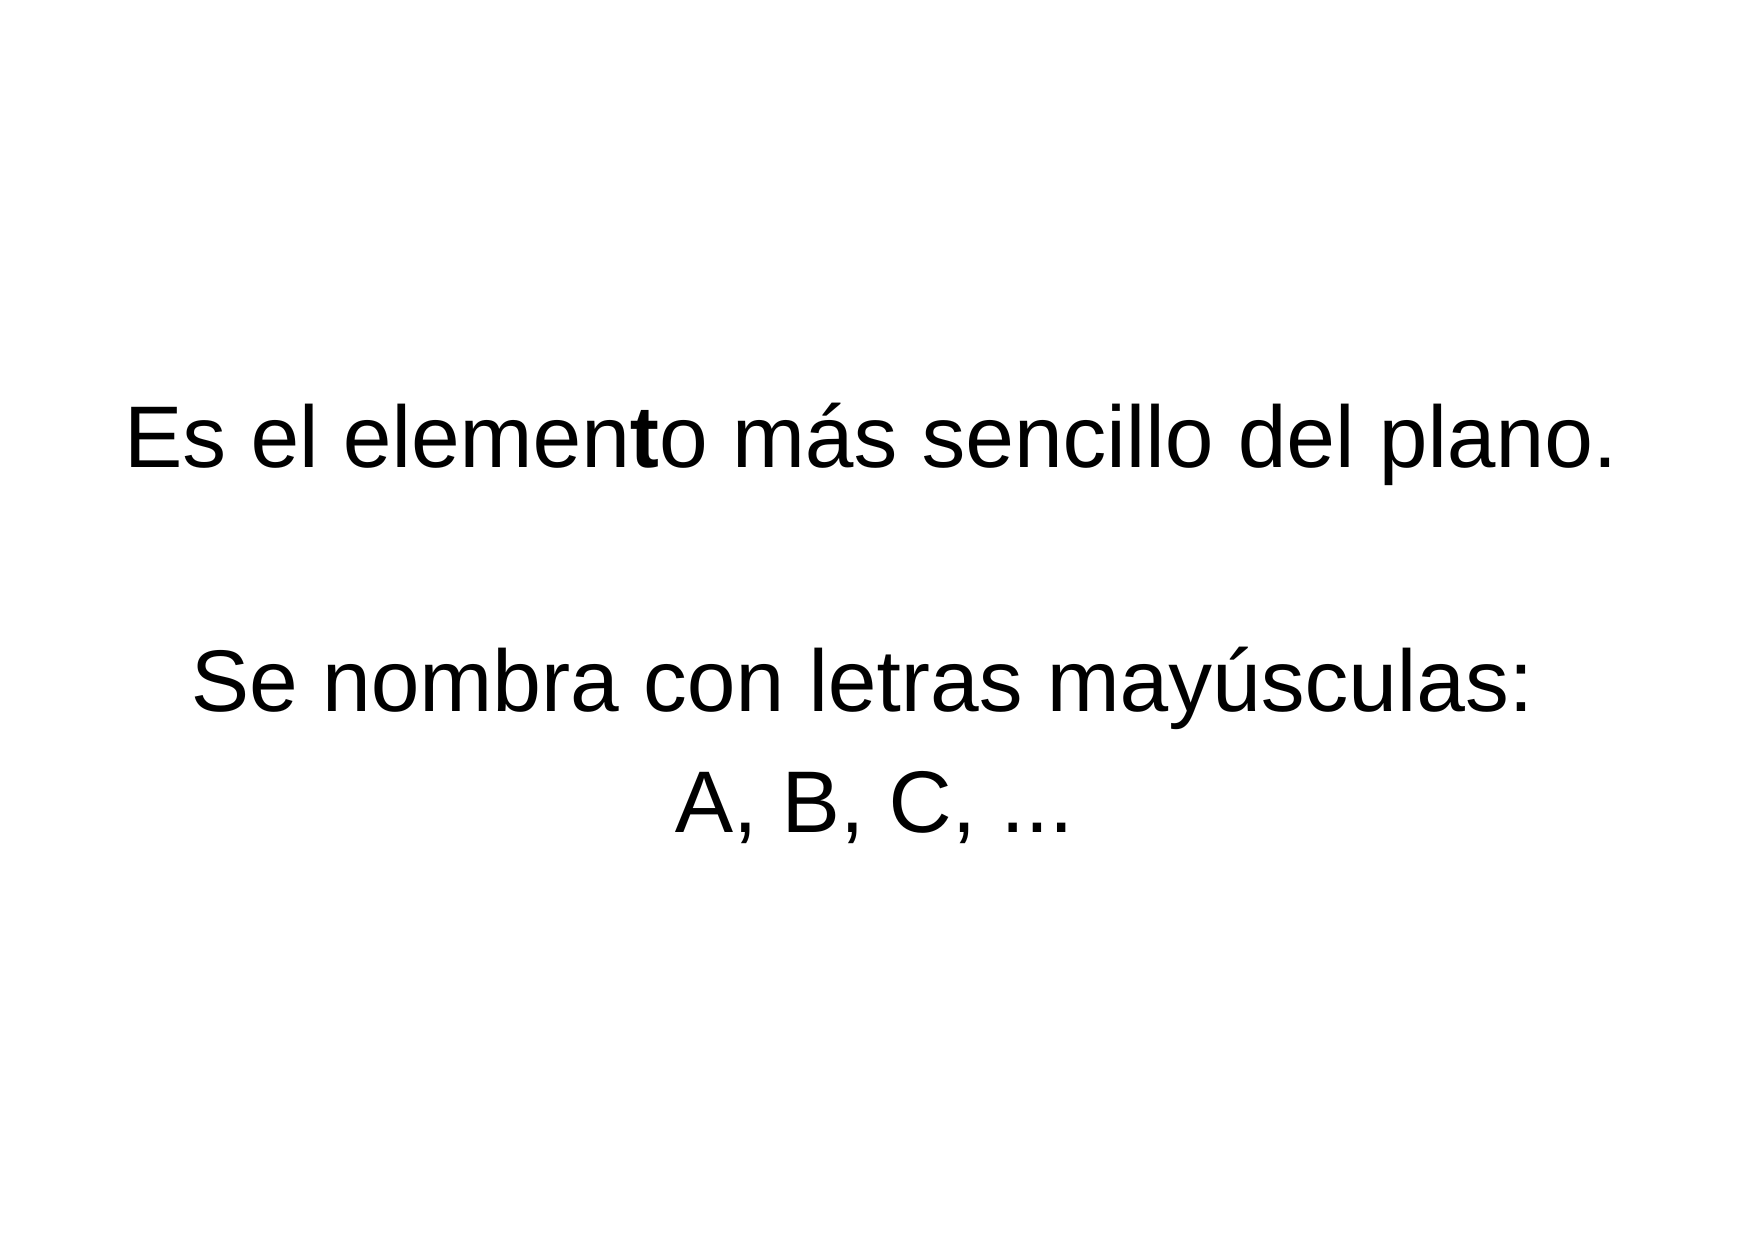 Es el elemento más sencillo del plano.
Se nombra con letras mayúsculas:
A, B, C, ...